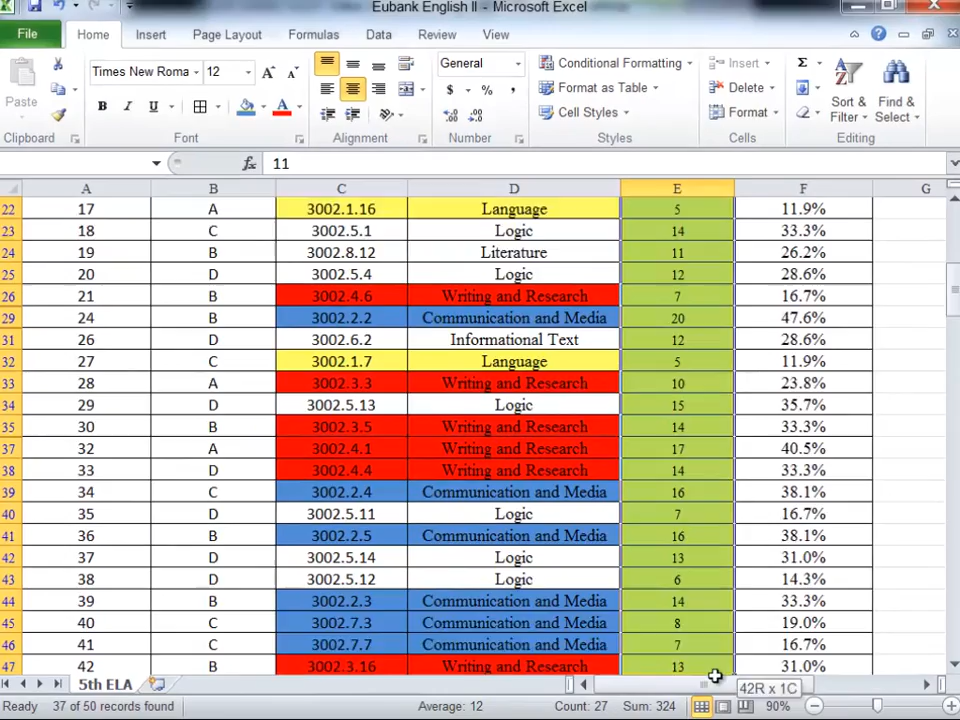 Eubank English II - Microsoft Excel
File Home Insert Page Layout Formulas Data Review View
Times New Roma 12 General Conditional Formatting Insert Σ
Paste Format as Table Delete
B I U A $ % , Cell Styles Format Sort & Filter Find & Select
Clipboard Font Alignment Number Styles Cells Editing
fx 11
A B C D E F G
22 17 A 3002.1.16 Language 5 11.9%
23 18 C 3002.5.1 Logic 14 33.3%
24 19 B 3002.8.12 Literature 11 26.2%
25 20 D 3002.5.4 Logic 12 28.6%
26 21 B 3002.4.6 Writing and Research 7 16.7%
29 24 B 3002.2.2 Communication and Media 20 47.6%
31 26 D 3002.6.2 Informational Text 12 28.6%
32 27 C 3002.1.7 Language 5 11.9%
33 28 A 3002.3.3 Writing and Research 10 23.8%
34 29 D 3002.5.13 Logic 15 35.7%
35 30 B 3002.3.5 Writing and Research 14 33.3%
37 32 A 3002.4.1 Writing and Research 17 40.5%
38 33 D 3002.4.4 Writing and Research 14 33.3%
39 34 C 3002.2.4 Communication and Media 16 38.1%
40 35 D 3002.5.11 Logic 7 16.7%
41 36 B 3002.2.5 Communication and Media 16 38.1%
42 37 D 3002.5.14 Logic 13 31.0%
43 38 D 3002.5.12 Logic 6 14.3%
44 39 B 3002.2.3 Communication and Media 14 33.3%
45 40 C 3002.7.3 Communication and Media 8 19.0%
46 41 C 3002.7.7 Communication and Media 7 16.7%
47 42 B 3002.3.16 Writing and Research 13 31.0%
5th ELA 42R x 1C
Ready 37 of 50 records found Average: 12 Count: 27 Sum: 324 90%